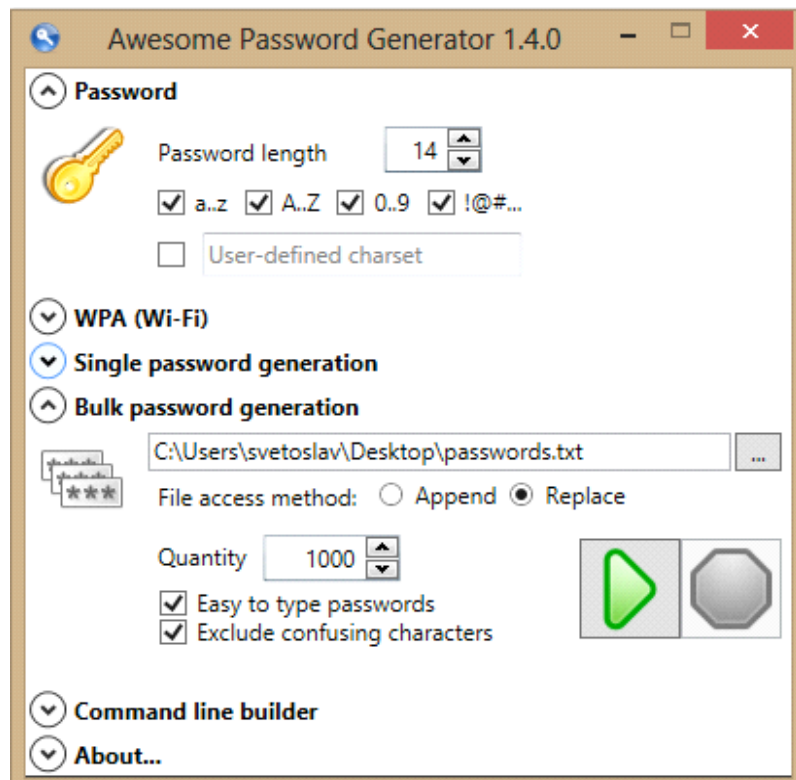 Awesome Password Generator 1.4.0
Password
Password length 14
a..z A..Z 0..9 !@#...
User-defined charset
WPA (Wi-Fi)
Single password generation
Bulk password generation
C:\Users\svetoslav\Desktop\passwords.txt ...
File access method: Append Replace
Quantity 1000
Easy to type passwords
Exclude confusing characters
Command line builder
About...